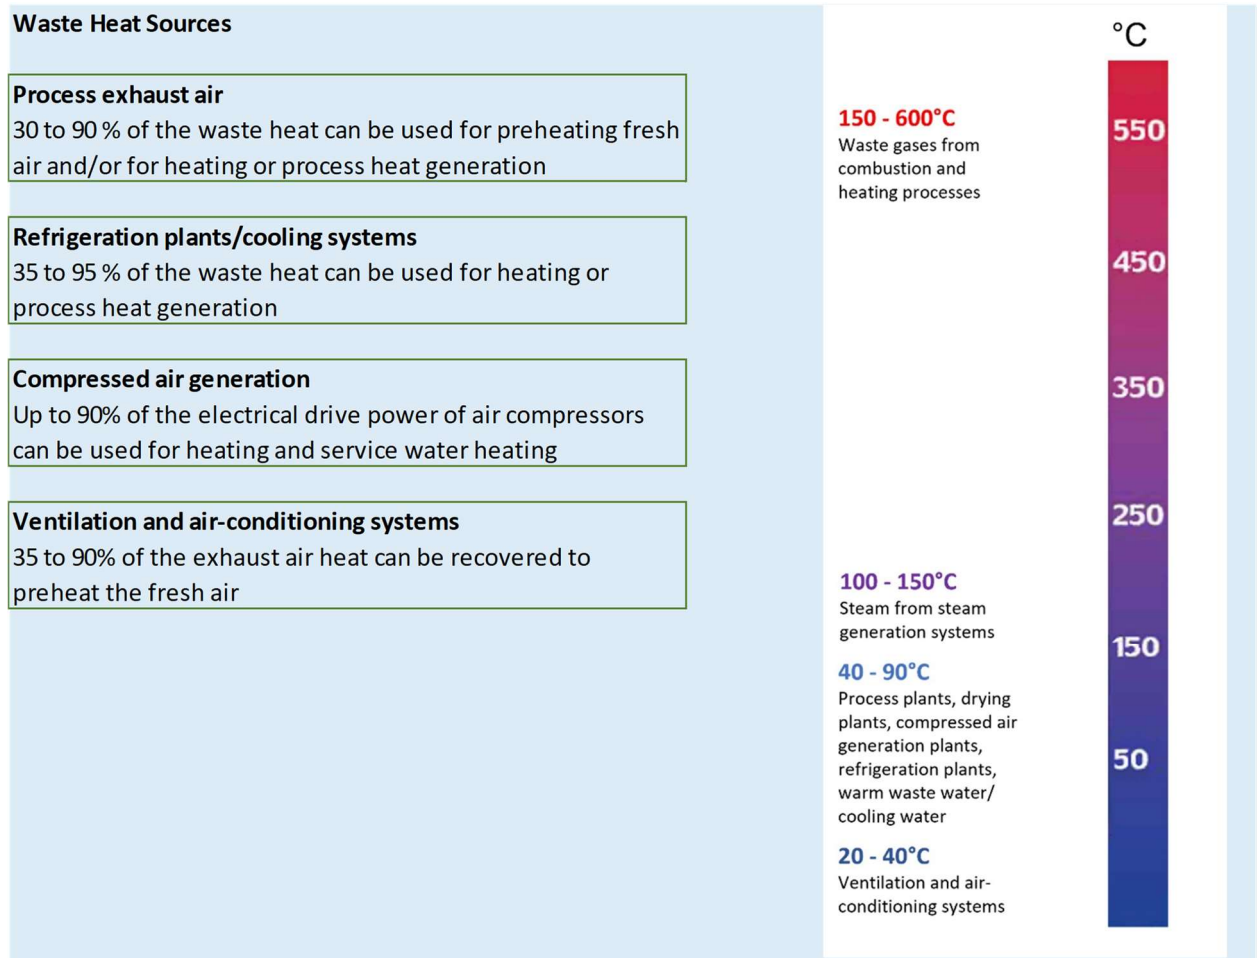 Waste Heat Sources
Process exhaust air
30 to 90 % of the waste heat can be used for preheating fresh
air and/or for heating or process heat generation
Refrigeration plants/cooling systems
35 to 95 % of the waste heat can be used for heating or
process heat generation
Compressed air generation
Up to 90% of the electrical drive power of air compressors
can be used for heating and service water heating
Ventilation and air-conditioning systems
35 to 90% of the exhaust air heat can be recovered to
preheat the fresh air
150 - 600°C
Waste gases from
combustion and
heating processes
100 - 150°C
Steam from steam
generation systems
40 - 90°C
Process plants, drying
plants, compressed air
generation plants,
refrigeration plants,
warm waste water/
cooling water
20 - 40°C
Ventilation and air-
conditioning systems
°C
550
450
350
250
150
50